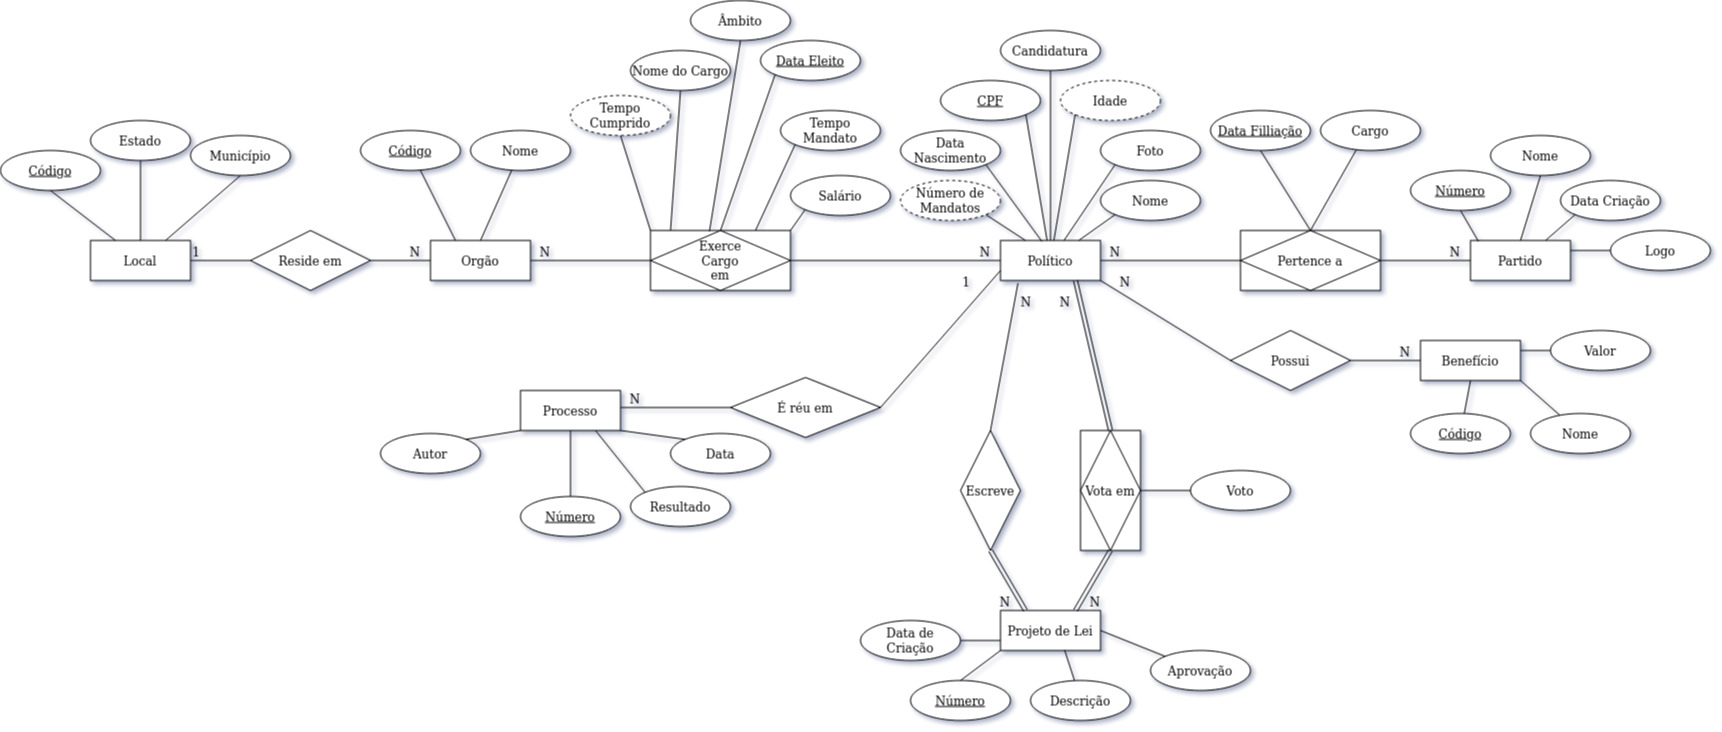 Âmbito
Nome do Cargo
Data Eleito
Tempo
Cumprido
Tempo
Mandato
Salário
Candidatura
CPF
Idade
Data
Nascimento
Foto
Número de
Mandatos
Nome
Data Filliação
Cargo
Nome
Número
Data Criação
Logo
Código
Estado
Município
Código
Nome
Local
1
Reside em
N
Orgão
N
Exerce
Cargo
em
N
Político
N
Pertence a
N
Partido
1
N
N
N
Possui
N
Benefício
Valor
Código
Nome
Processo
N
É réu em
Autor
Data
Número
Resultado
Escreve
Vota em
Voto
N
N
Projeto de Lei
Data de
Criação
Número
Descrição
Aprovação